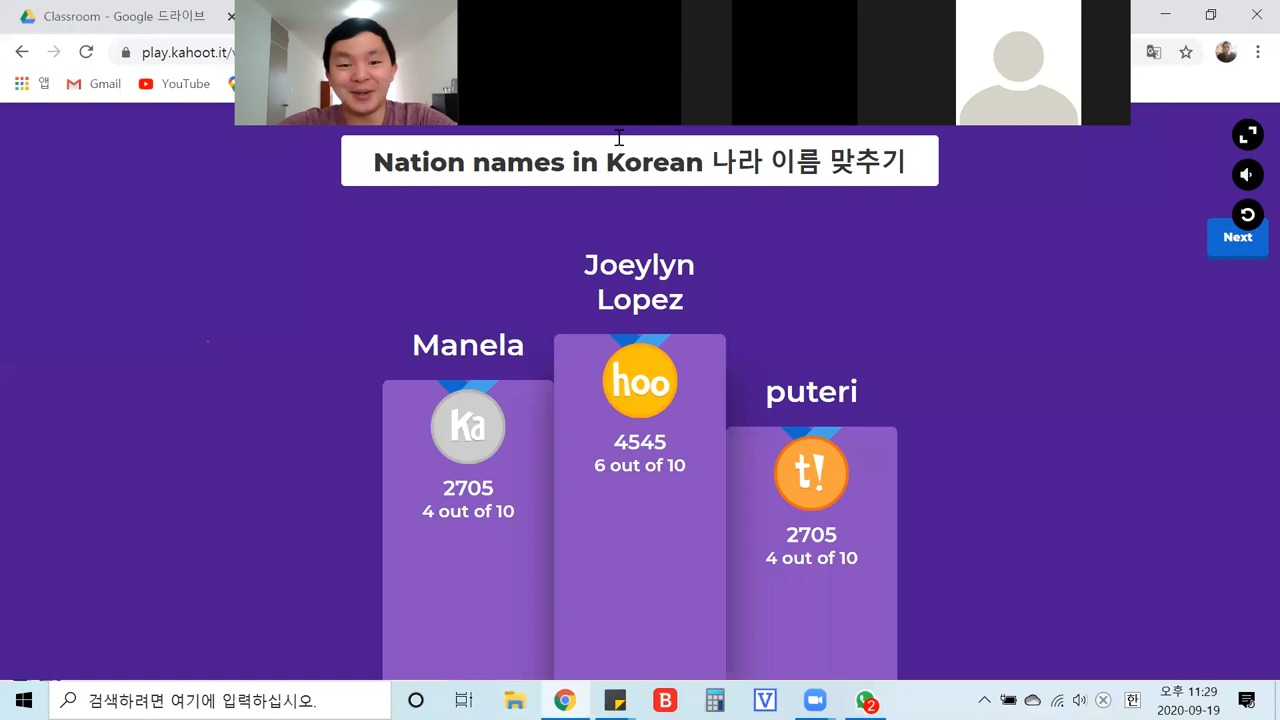 Classroom - Google 드라이브
play.kahoot.it/
앱
Gmail
YouTube
Nation names in Korean 나라 이름 맞추기
Next
Joeylyn
Lopez
Manela
puteri
hoo
4545
6 out of 10
Ka
2705
4 out of 10
t!
2705
4 out of 10
검색하려면 여기에 입력하십시오.
B
V
2
한
오후 11:29
2020-09-19